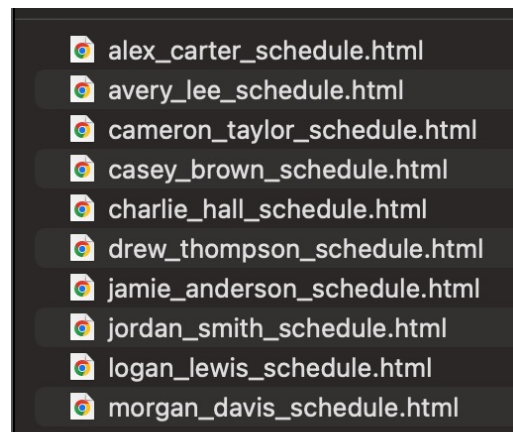 alex_carter_schedule.html
avery_lee_schedule.html
cameron_taylor_schedule.html
casey_brown_schedule.html
charlie_hall_schedule.html
drew_thompson_schedule.html
jamie_anderson_schedule.html
jordan_smith_schedule.html
logan_lewis_schedule.html
morgan_davis_schedule.html